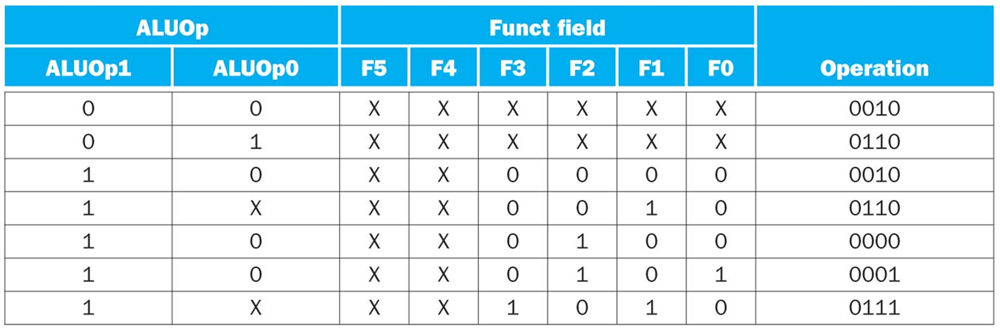 ALUOp Funct field
ALUOp1 ALUOp0 F5 F4 F3 F2 F1 F0 Operation
0 0 X X X X X X 0010
0 1 X X X X X X 0110
1 0 X X 0 0 0 0 0010
1 X X X 0 0 1 0 0110
1 0 X X 0 1 0 0 0000
1 0 X X 0 1 0 1 0001
1 X X X 1 0 1 0 0111